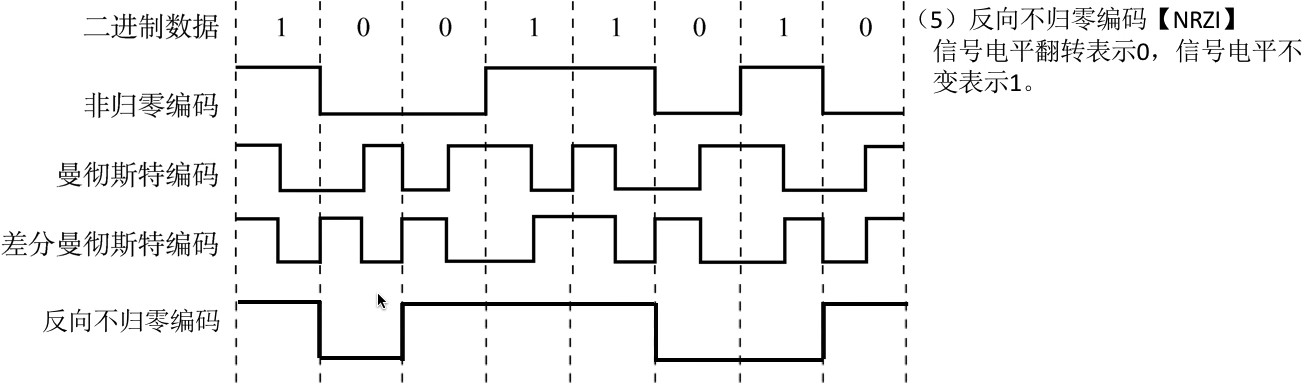 二进制数据 1 0 0 1 1 0 1 0
非归零编码
曼彻斯特编码
差分曼彻斯特编码
反向不归零编码
（5）反向不归零编码【NRZI】
信号电平翻转表示0，信号电平不
变表示1。